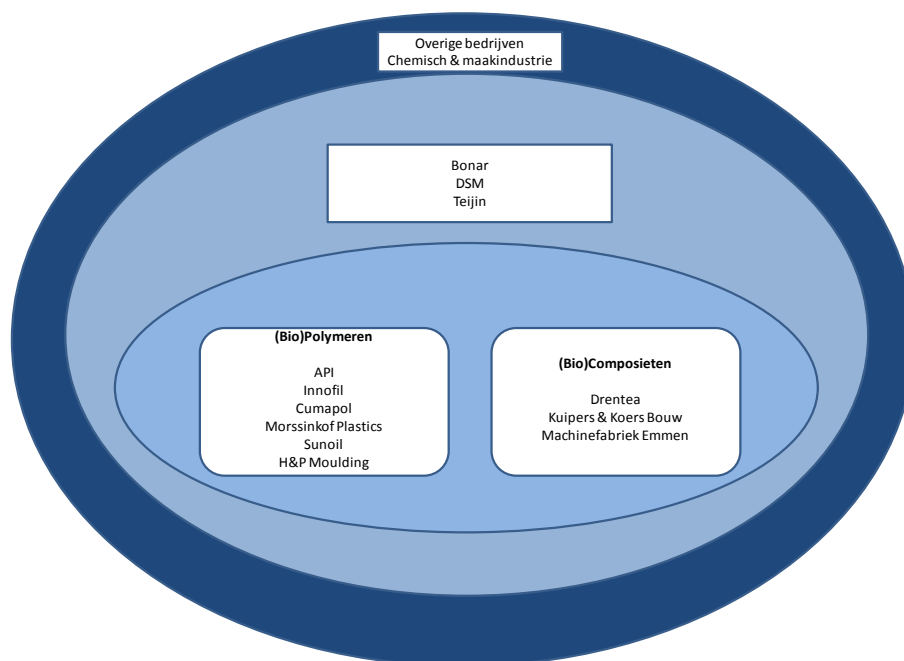 Overige bedrijven
Chemisch & maakindustrie
Bonar
DSM
Teijin
(Bio)Polymeren
API
Innofil
Cumapol
Morssinkof Plastics
Sunoil
H&P Moulding
(Bio)Composieten
Drentea
Kuipers & Koers Bouw
Machinefabriek Emmen